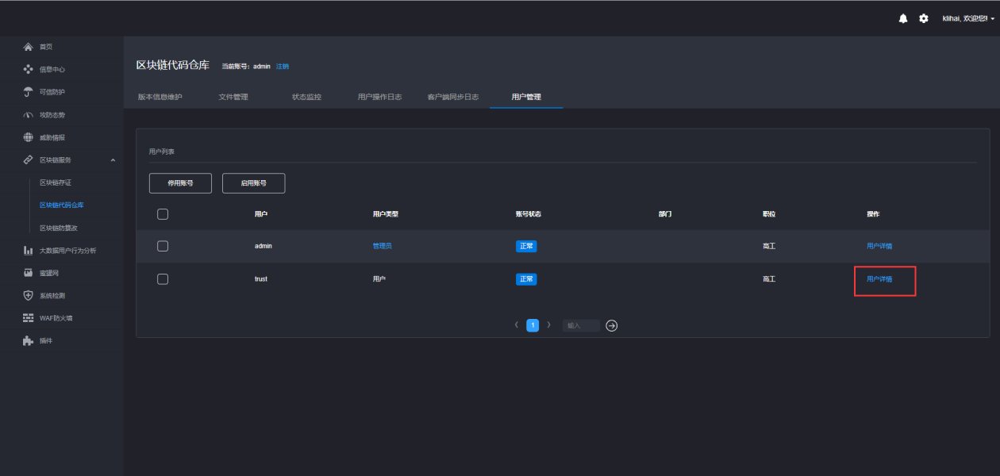 klihai, 欢迎您!
首页
信息中心
可信防护
攻防态势
威胁情报
区块链服务
区块链存证
区块链代码仓库
区块链防篡改
大数据用户行为分析
蜜罐网
系统检测
WAF防火墙
插件
区块链代码仓库 当前账号：admin 注销
版本信息维护 文件管理 状态监控 用户操作日志 客户端同步日志 用户管理
用户列表
停用账号 启用账号
用户 用户类型 账号状态 部门 职位 操作
admin 管理员 正常 高工 用户详情
trust 用户 正常 高工 用户详情
1 输入